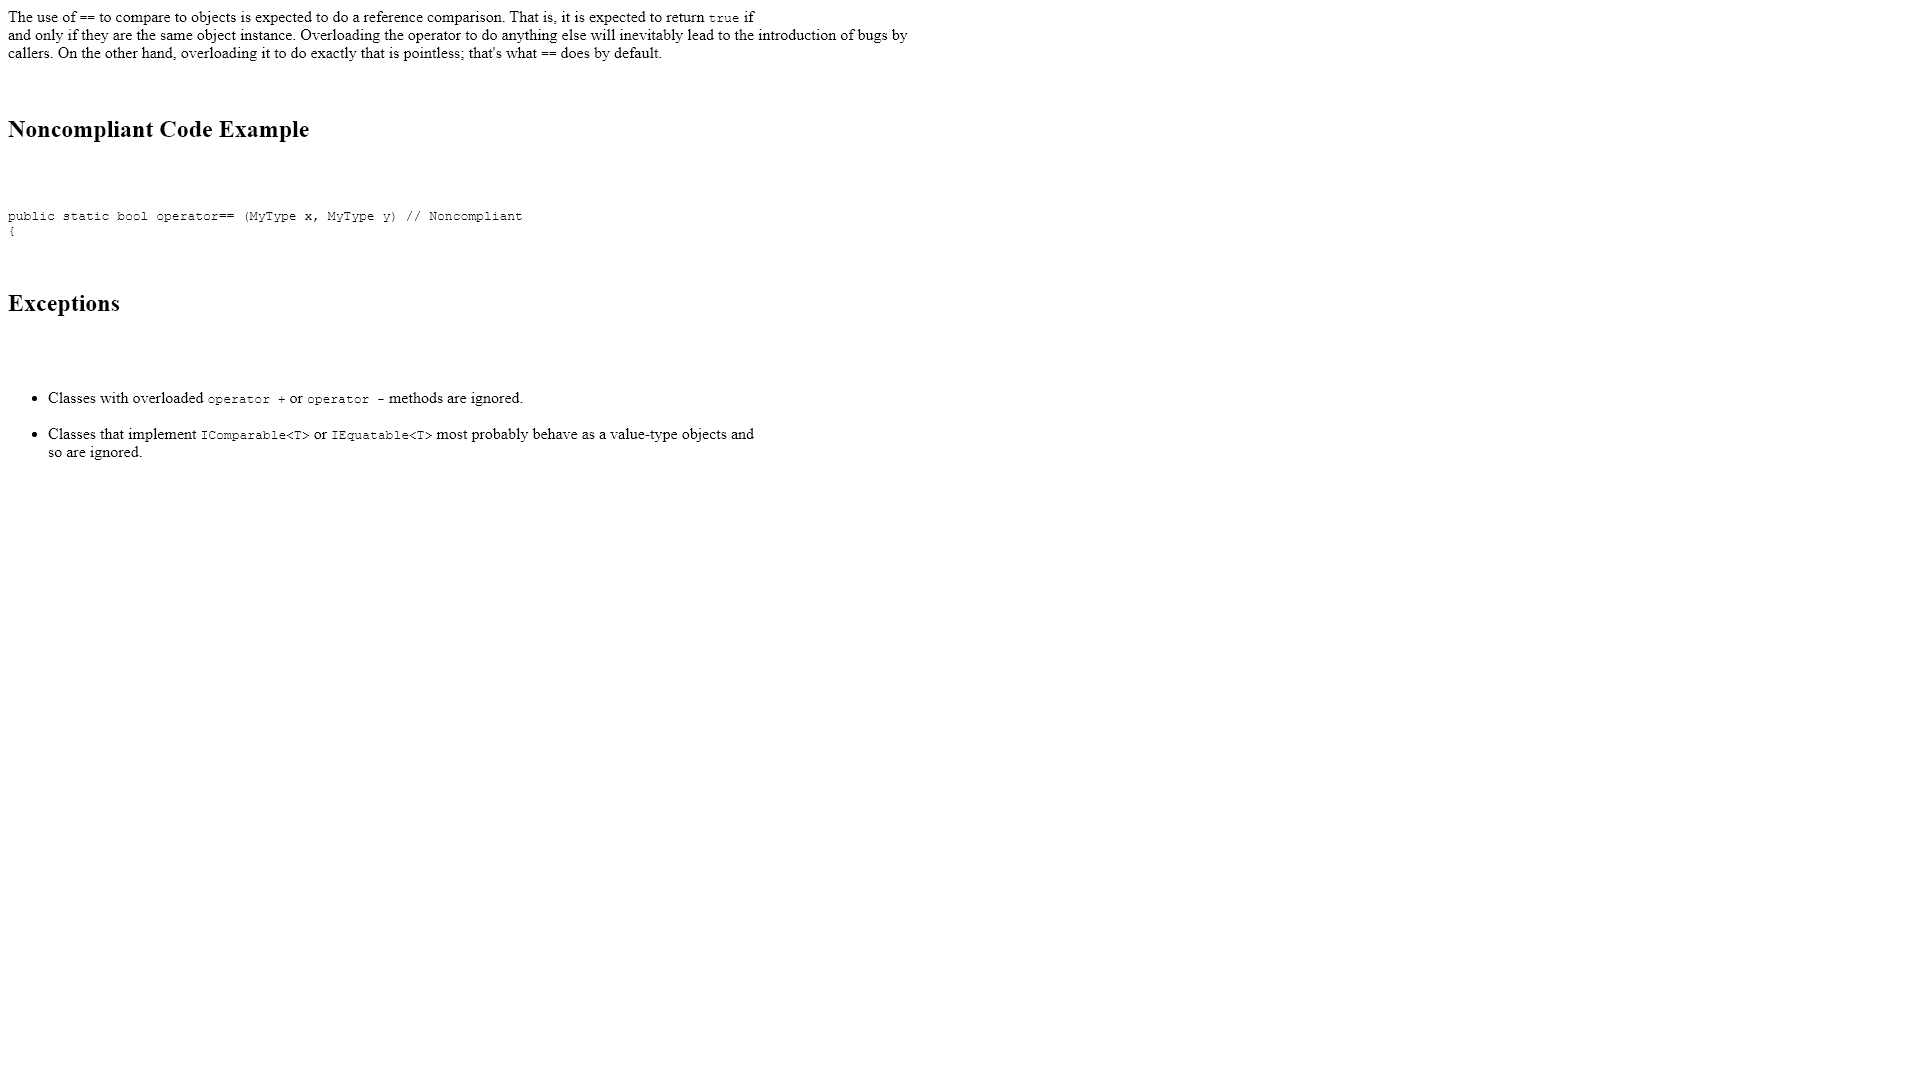 The use of == to compare to objects is expected to do a reference comparison. That is, it is expected to return true if
and only if they are the same object instance. Overloading the operator to do anything else will inevitably lead to the introduction of bugs by
callers. On the other hand, overloading it to do exactly that is pointless; that's what == does by default.
Noncompliant Code Example
public static bool operator== (MyType x, MyType y) // Noncompliant
{
Exceptions
• Classes with overloaded operator + or operator - methods are ignored.
• Classes that implement IComparable<T> or IEquatable<T> most probably behave as a value-type objects and
so are ignored.